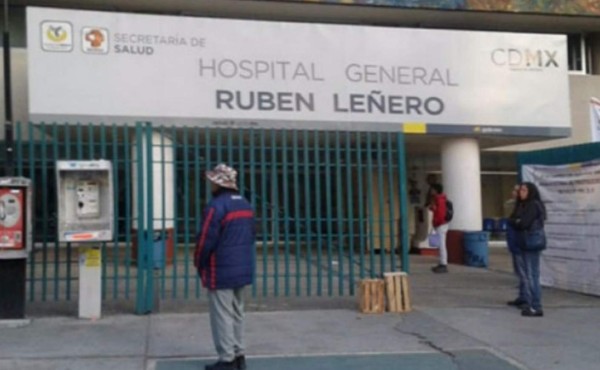 SECRETARÍA DE
SALUD
HOSPITAL GENERAL
RUBEN LEÑERO
CDMX